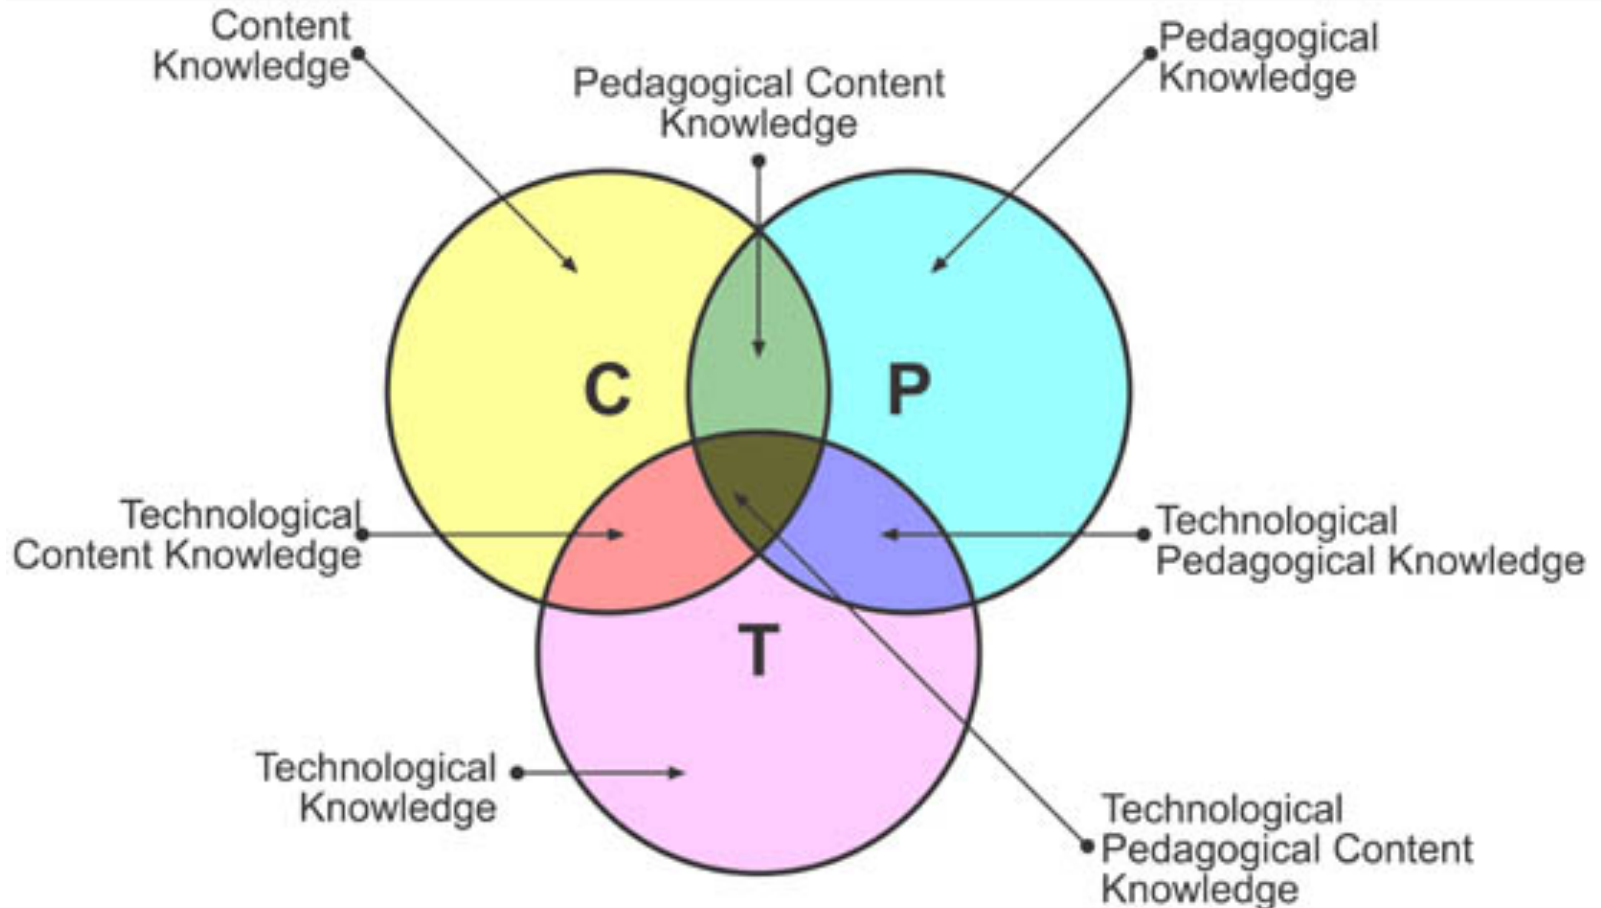 Content
Knowledge
Pedagogical Content
Knowledge
Pedagogical
Knowledge
C
P
Technological
Content Knowledge
Technological
Pedagogical Knowledge
T
Technological
Knowledge
Technological
Pedagogical Content
Knowledge